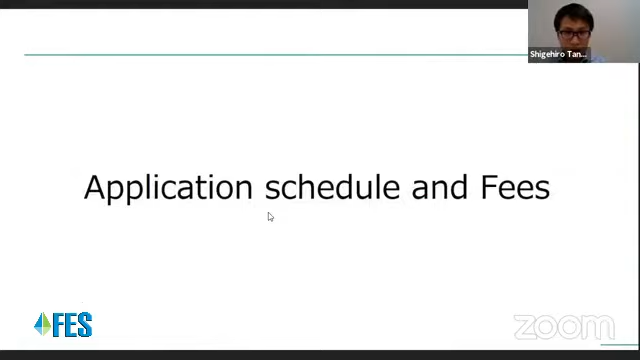 Shigehiro Tan...
Application schedule and Fees
FES
zoom